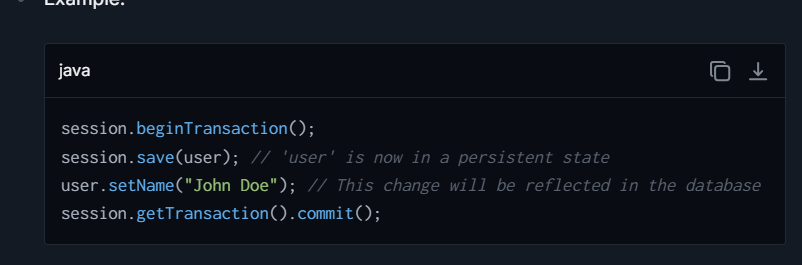 Example:
java
session.beginTransaction();
session.save(user); // 'user' is now in a persistent state
user.setName("John Doe"); // This change will be reflected in the database
session.getTransaction().commit();